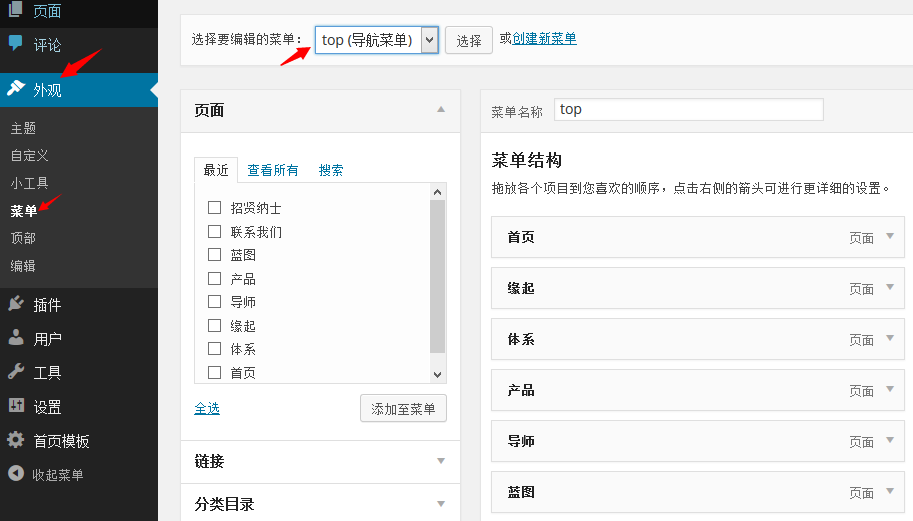 页面
评论
外观
主题
自定义
小工具
菜单
顶部
编辑
插件
用户
工具
设置
首页模板
收起菜单
选择要编辑的菜单： top (导航菜单) 选择 或创建新菜单
页面
最近 查看所有 搜索
招贤纳士
联系我们
蓝图
产品
导师
缘起
体系
首页
全选 添加至菜单
链接
分类目录
菜单名称 top
菜单结构
拖放各个项目到您喜欢的顺序，点击右侧的箭头可进行更详细的设置。
首页 页面
缘起 页面
体系 页面
产品 页面
导师 页面
蓝图 页面